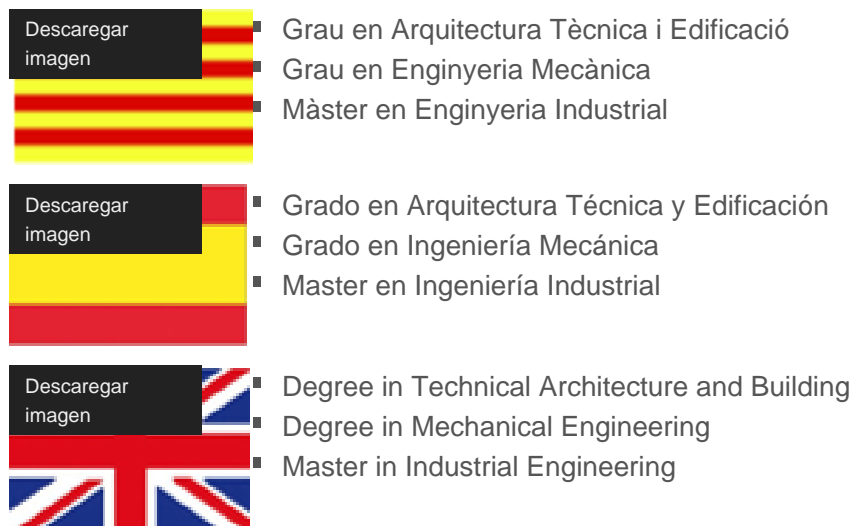 Descaregar
imagen
Grau en Arquitectura Tècnica i Edificació
Grau en Enginyeria Mecànica
Màster en Enginyeria Industrial
Descaregar
imagen
Grado en Arquitectura Técnica y Edificación
Grado en Ingeniería Mecánica
Master en Ingeniería Industrial
Descaregar
imagen
Degree in Technical Architecture and Building
Degree in Mechanical Engineering
Master in Industrial Engineering